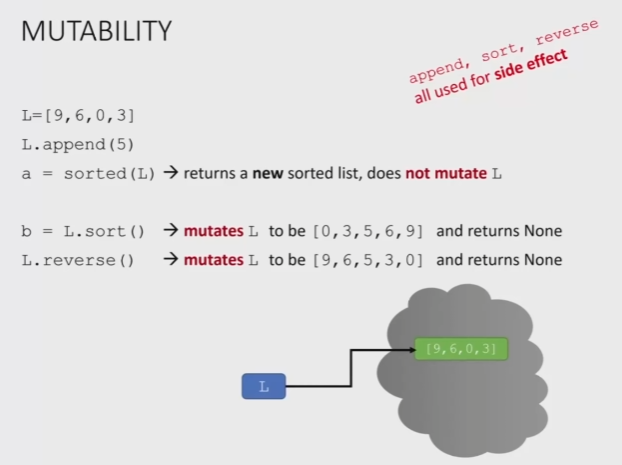 MUTABILITY
append, sort, reverse
all used for side effect
L=[9,6,0,3]
L.append(5)
a = sorted(L) → returns a new sorted list, does not mutate L
b = L.sort() → mutates L to be [0,3,5,6,9] and returns None
L.reverse() → mutates L to be [9,6,5,3,0] and returns None
[9,6,0,3]
L